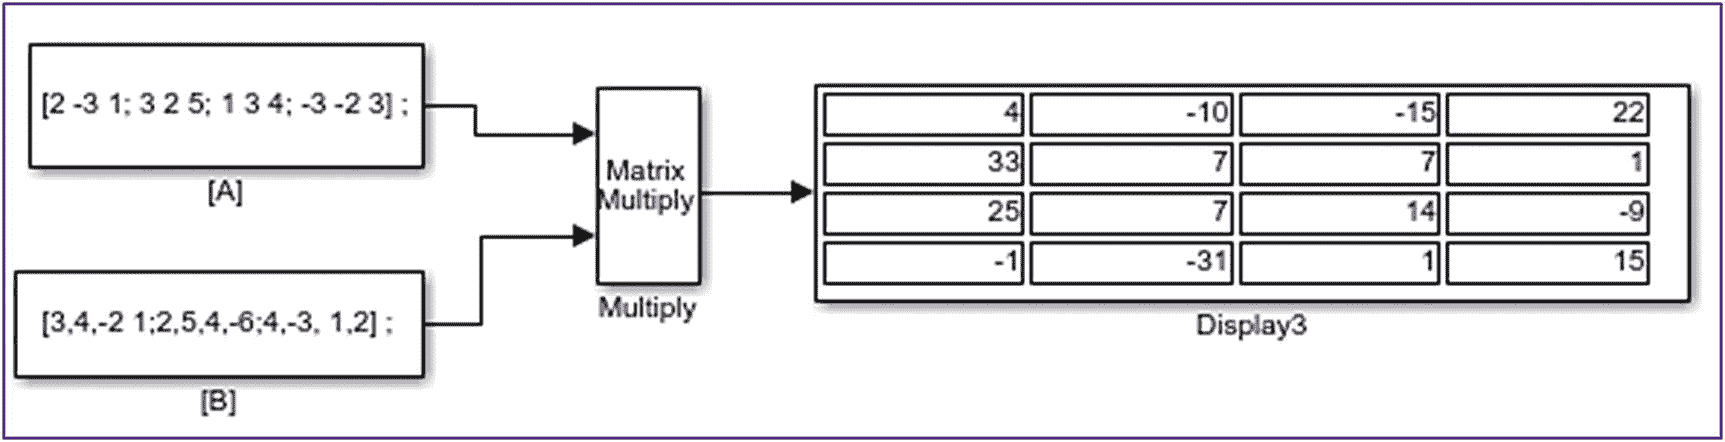 [2 -3 1; 3 2 5; 1 3 4; -3 -2 3] ;
[A]
[3,4,-2 1;2,5,4,-6;4,-3, 1,2] ;
[B]
Matrix
Multiply
Multiply
4 -10 -15 22
33 7 7 1
25 7 14 -9
-1 -31 1 15
Display3